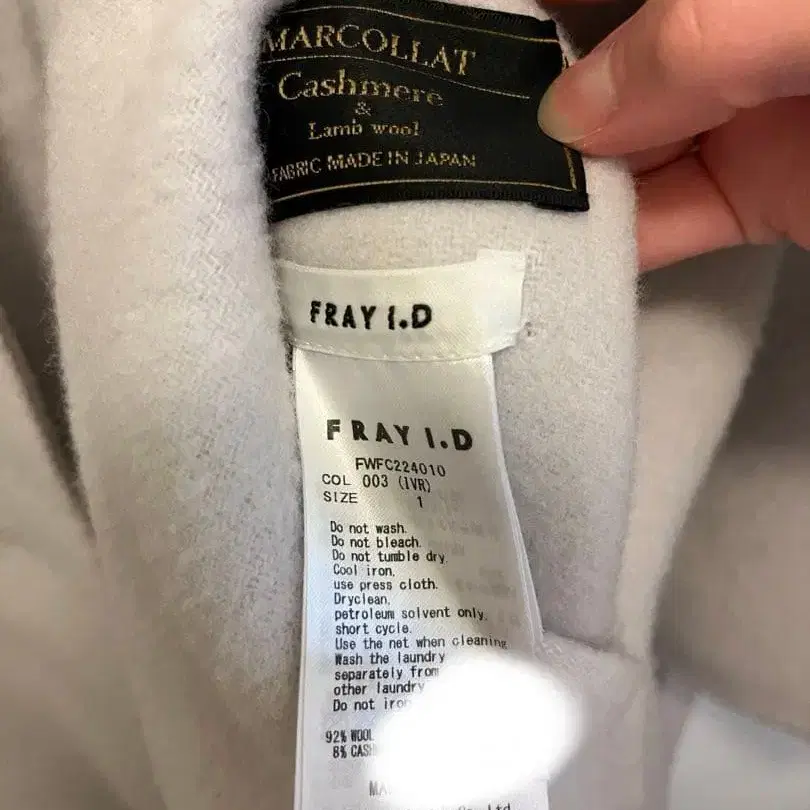 MARCOLLAT
Cashmere
&
Lamb wool
FABRIC MADE IN JAPAN
FRAY I.D
FRAY I.D
FWFC224010
COL 003 (IVR)
SIZE 1
Do not wash.
Do not bleach.
Do not tumble dry.
Cool iron.
use press cloth.
Dryclean.
petroleum solvent only.
short cycle.
Use the net when cleaning
Wash the laundry
separately from
other laundry
Do not iron
92% WOOL
8%